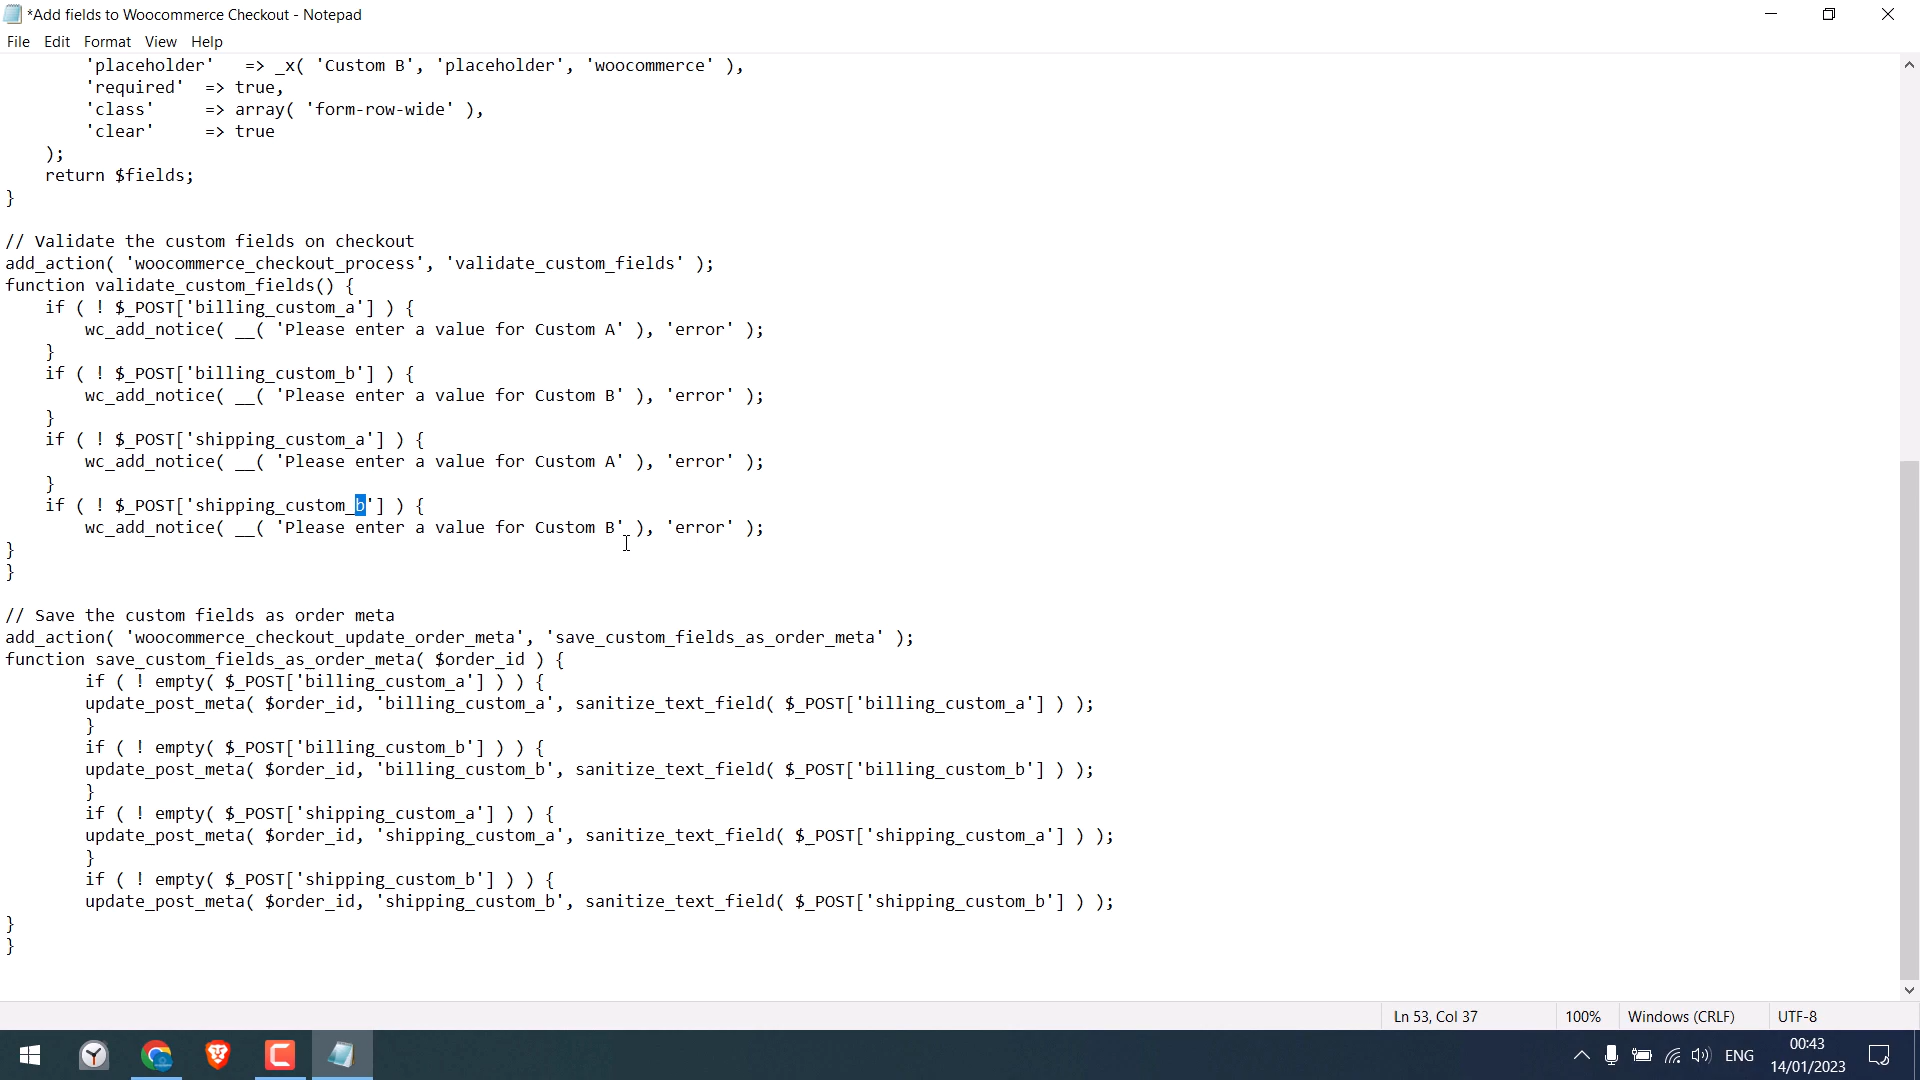 *Add fields to Woocommerce Checkout - Notepad
File Edit Format View Help
        'placeholder'   => _x( 'Custom B', 'placeholder', 'woocommerce' ),
        'required'  => true,
        'class'     => array( 'form-row-wide' ),
        'clear'     => true
    );
    return $fields;
}

// Validate the custom fields on checkout
add_action( 'woocommerce_checkout_process', 'validate_custom_fields' );
function validate_custom_fields() {
    if ( ! $_POST['billing_custom_a'] ) {
        wc_add_notice( __( 'Please enter a value for Custom A' ), 'error' );
    }
    if ( ! $_POST['billing_custom_b'] ) {
        wc_add_notice( __( 'Please enter a value for Custom B' ), 'error' );
    }
    if ( ! $_POST['shipping_custom_a'] ) {
        wc_add_notice( __( 'Please enter a value for Custom A' ), 'error' );
    }
    if ( ! $_POST['shipping_custom_b'] ) {
        wc_add_notice( __( 'Please enter a value for Custom B' ), 'error' );
}
}

// Save the custom fields as order meta
add_action( 'woocommerce_checkout_update_order_meta', 'save_custom_fields_as_order_meta' );
function save_custom_fields_as_order_meta( $order_id ) {
        if ( ! empty( $_POST['billing_custom_a'] ) ) {
        update_post_meta( $order_id, 'billing_custom_a', sanitize_text_field( $_POST['billing_custom_a'] ) );
        }
        if ( ! empty( $_POST['billing_custom_b'] ) ) {
        update_post_meta( $order_id, 'billing_custom_b', sanitize_text_field( $_POST['billing_custom_b'] ) );
        }
        if ( ! empty( $_POST['shipping_custom_a'] ) ) {
        update_post_meta( $order_id, 'shipping_custom_a', sanitize_text_field( $_POST['shipping_custom_a'] ) );
        }
        if ( ! empty( $_POST['shipping_custom_b'] ) ) {
        update_post_meta( $order_id, 'shipping_custom_b', sanitize_text_field( $_POST['shipping_custom_b'] ) );
}
}
Ln 53, Col 37 100% Windows (CRLF) UTF-8
ENG 00:43
14/01/2023